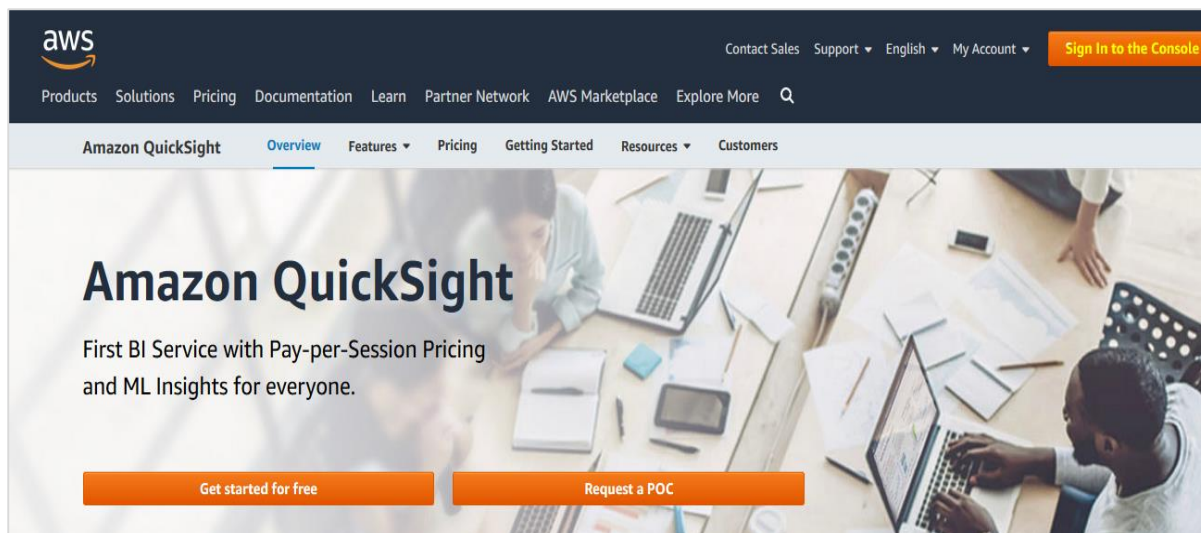 aws
Contact Sales Support English My Account Sign In to the Console
Products Solutions Pricing Documentation Learn Partner Network AWS Marketplace Explore More
Amazon QuickSight Overview Features Pricing Getting Started Resources Customers
Amazon QuickSight
First BI Service with Pay-per-Session Pricing
and ML Insights for everyone.
Get started for free Request a POC